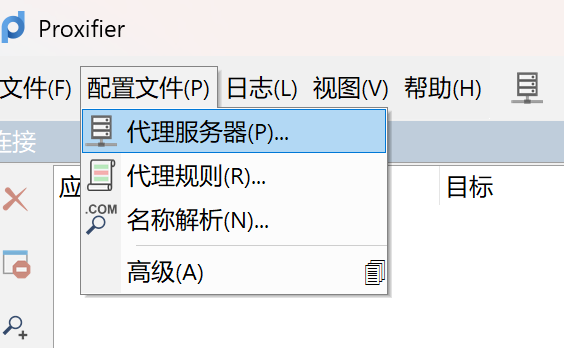 Proxifier
文件(F) 配置文件(P) 日志(L) 视图(V) 帮助(H)
连接
代理服务器(P)...
应 目标
代理规则(R)...
.COM
名称解析(N)...
高级(A)